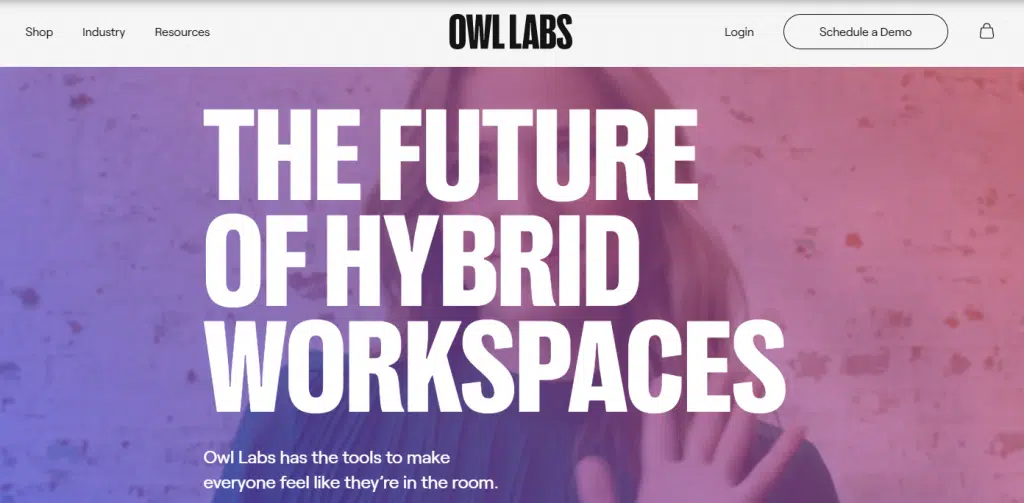 Shop
Industry
Resources
OWL LABS
Login
Schedule a Demo
THE FUTURE
OF HYBRID
WORKSPACES
Owl Labs has the tools to make
everyone feel like they're in the room.